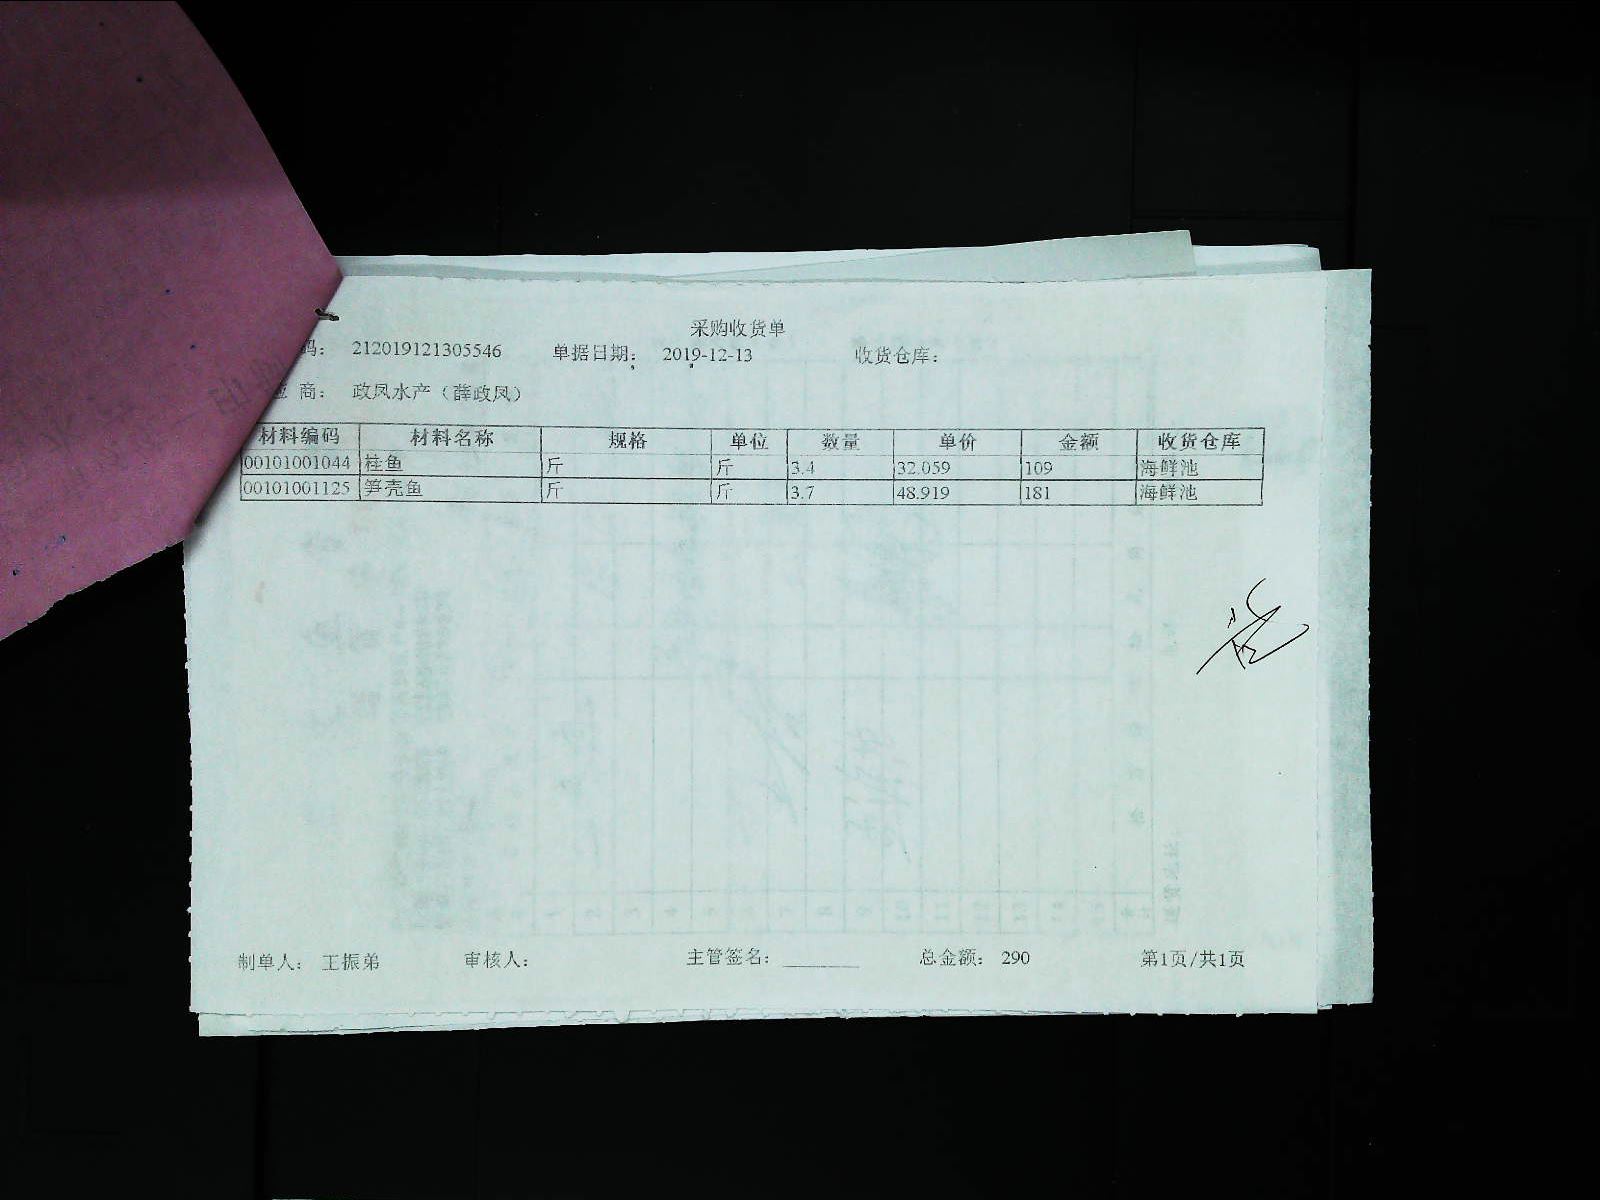 采购收货单
码： 212019121305546 单据日期： 2019-12-13 收货仓库：
应 商： 政凤水产（薛政凤）
材料编码 材料名称 规格 单位 数量 单价 金额 收货仓库
00101001044 桂鱼 斤 斤 3.4 32.059 109 海鲜池
00101001125 笋壳鱼 斤 斤 3.7 48.919 181 海鲜池
制单人： 王振弟 审核人： 主管签名： ______ 总金额： 290 第1页/共1页